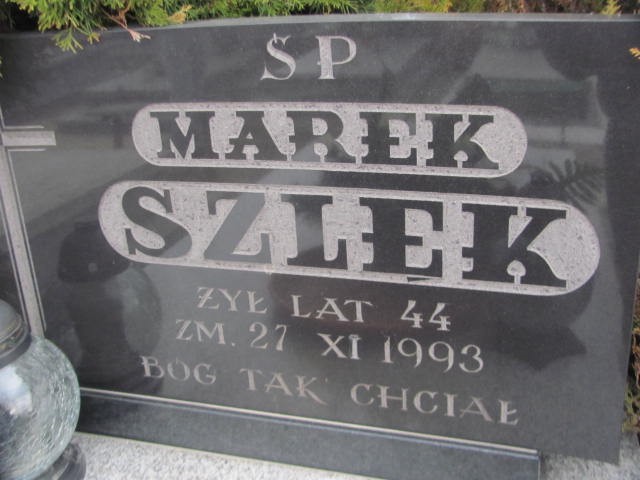 ŚP
MAREK
SZLEK
ŻYŁ LAT 44
ZM. 27 XI 1993
BÓG TAK CHCIAŁ